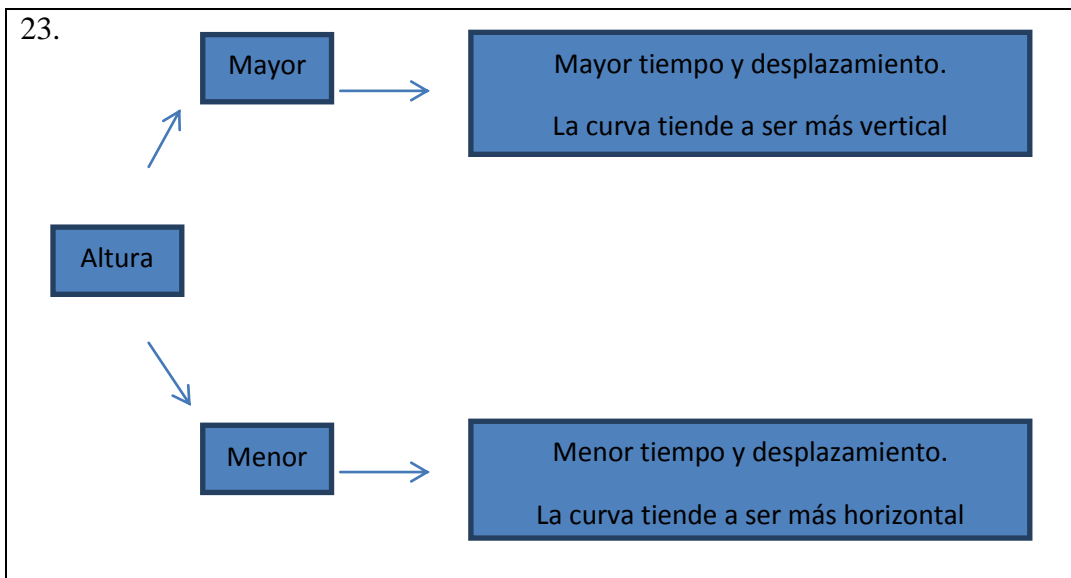 23.
Mayor
Mayor tiempo y desplazamiento.
La curva tiende a ser más vertical
Altura
Menor
Menor tiempo y desplazamiento.
La curva tiende a ser más horizontal